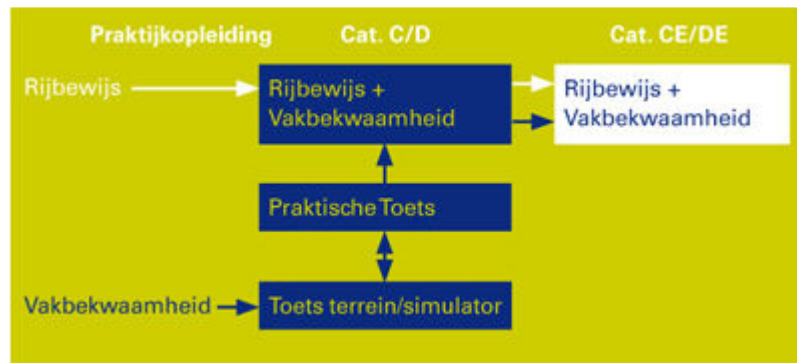 Praktijkopleiding Cat. C/D Cat. CE/DE
Rijbewijs
Rijbewijs +
Vakbekwaamheid
Rijbewijs +
Vakbekwaamheid
Praktische Toets
Vakbekwaamheid
Toets terrein/simulator